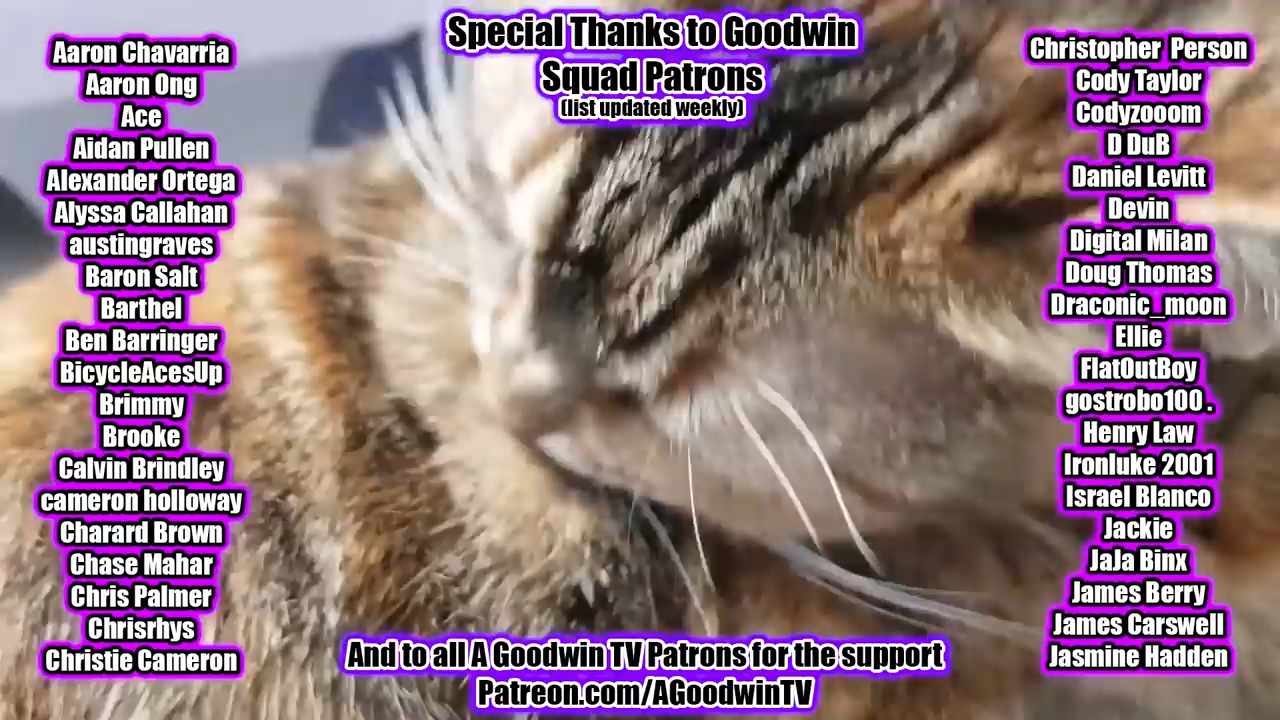 Special Thanks to Goodwin
Squad Patrons
(list updated weekly)
Aaron Chavarria
Aaron Ong
Ace
Aidan Pullen
Alexander Ortega
Alyssa Callahan
austingraves
Baron Salt
Barthel
Ben Barringer
BicycleAcesUp
Brimmy
Brooke
Calvin Brindley
cameron holloway
Charard Brown
Chase Mahar
Chris Palmer
Chrisrhys
Christie Cameron
Christopher Person
Cody Taylor
Codyzooom
D DuB
Daniel Levitt
Devin
Digital Milan
Doug Thomas
Draconic_moon
Ellie
FlatOutBoy
gostrobo100 .
Henry Law
Ironluke 2001
Israel Blanco
Jackie
JaJa Binx
James Berry
James Carswell
Jasmine Hadden
And to all A Goodwin TV Patrons for the support
Patreon.com/AGoodwinTV